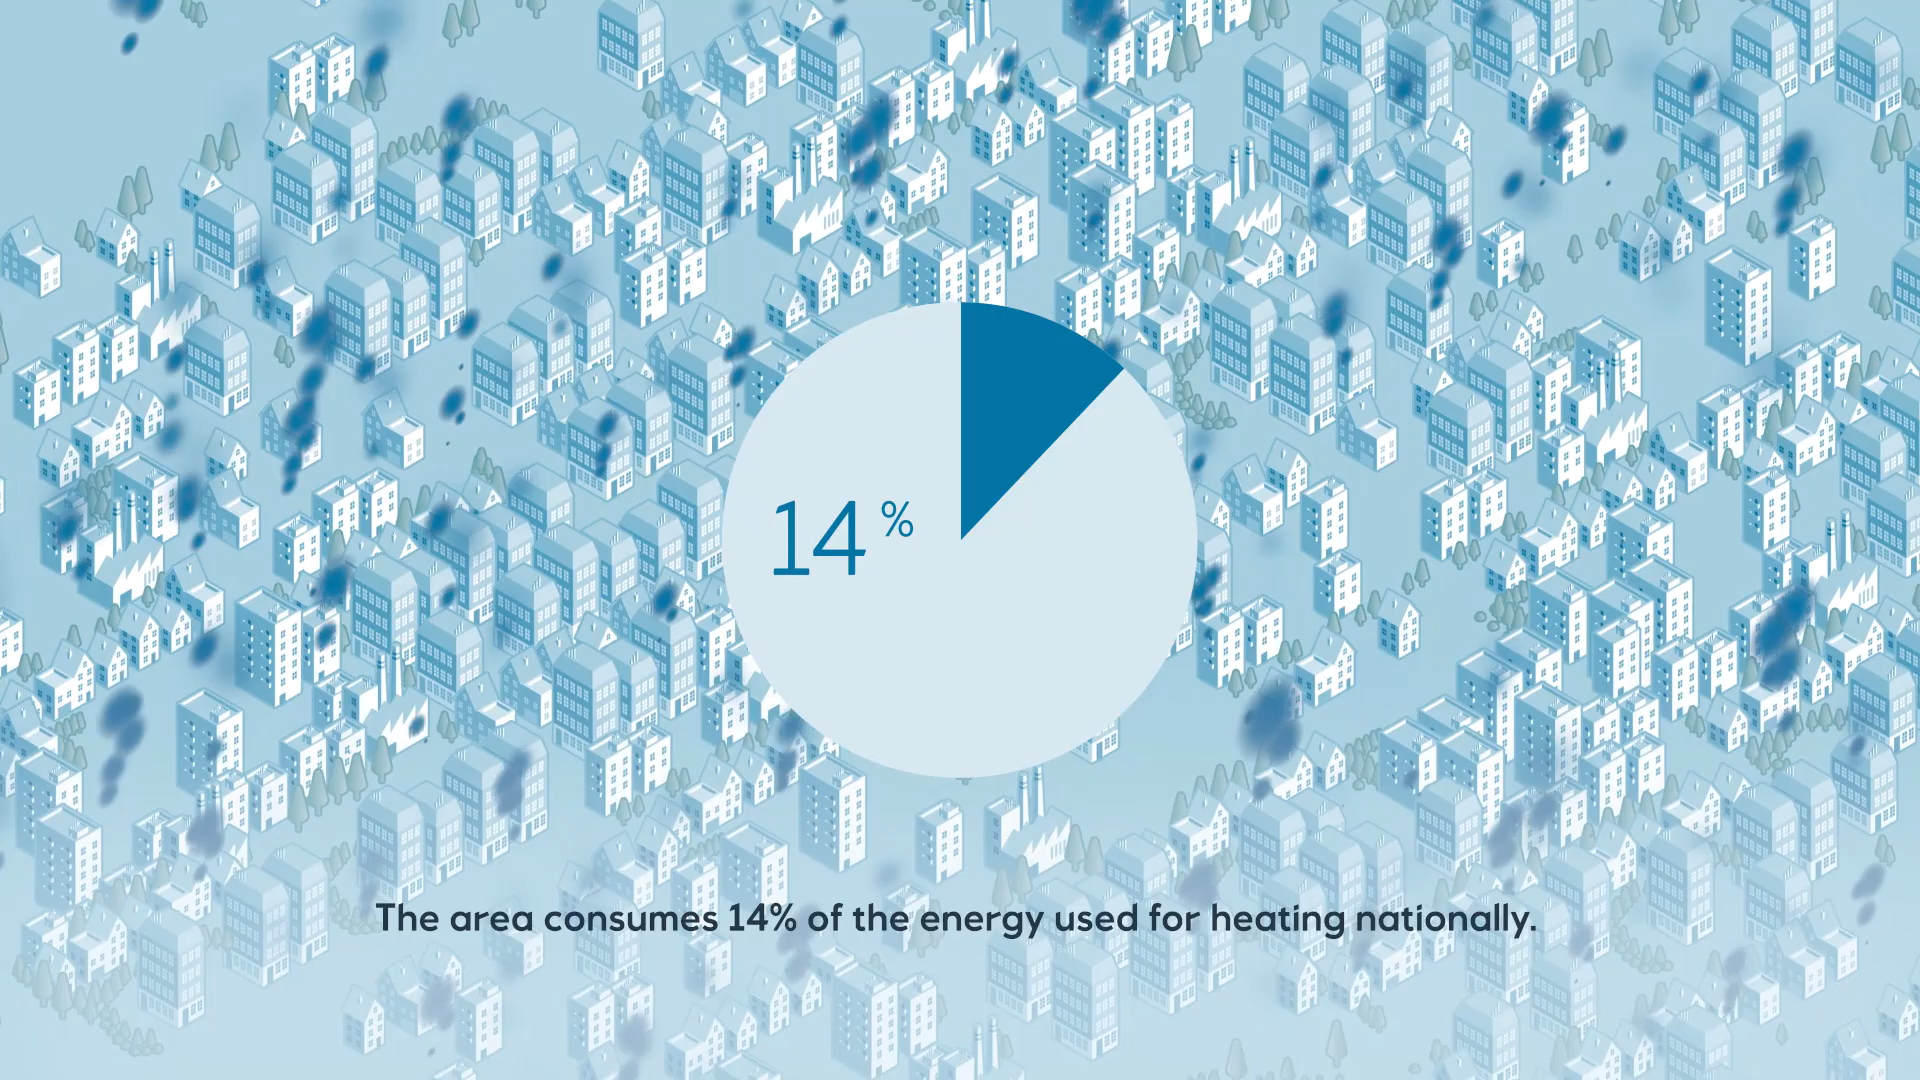 14 %
The area consumes 14% of the energy used for heating nationally.